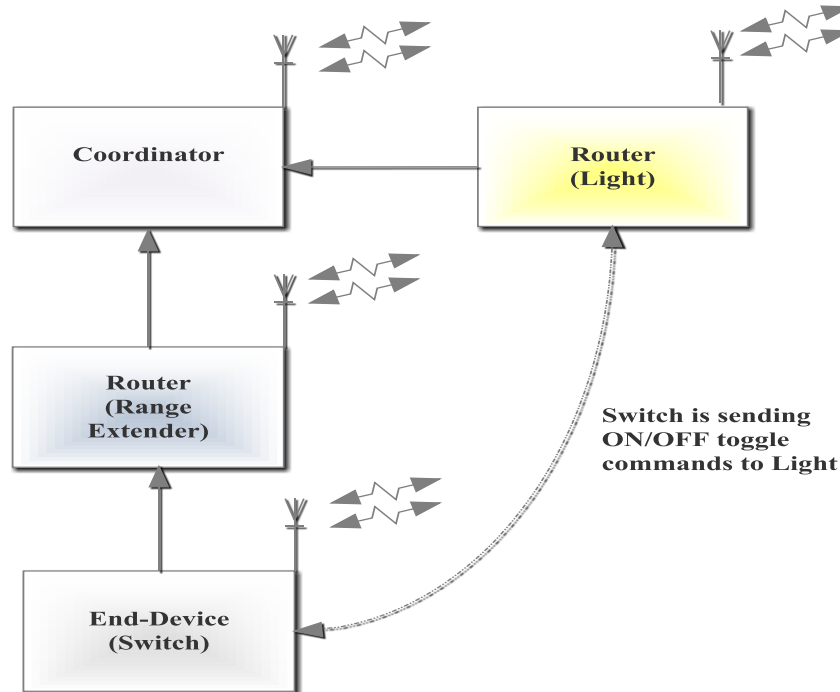 Coordinator
Router
(Light)
Router
(Range
Extender)
Switch is sending
ON/OFF toggle
commands to Light
End-Device
(Switch)